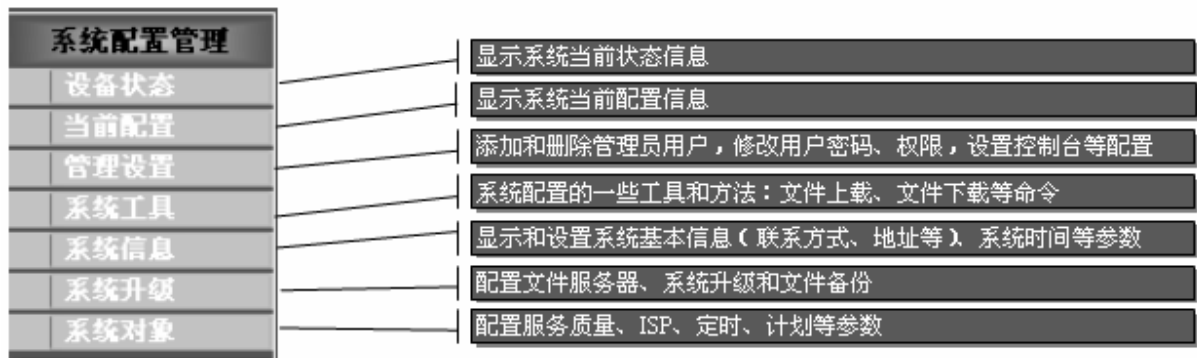 系统配置管理
设备状态
显示系统当前状态信息
当前配置
显示系统当前配置信息
管理设置
添加和删除管理员用户，修改用户密码、权限，设置控制台等配置
系统工具
系统配置的一些工具和方法：文件上载、文件下载等命令
系统信息
显示和设置系统基本信息（联系方式、地址等）、系统时间等参数
系统升级
配置文件服务器、系统升级和文件备份
系统对象
配置服务质量、ISP、定时、计划等参数